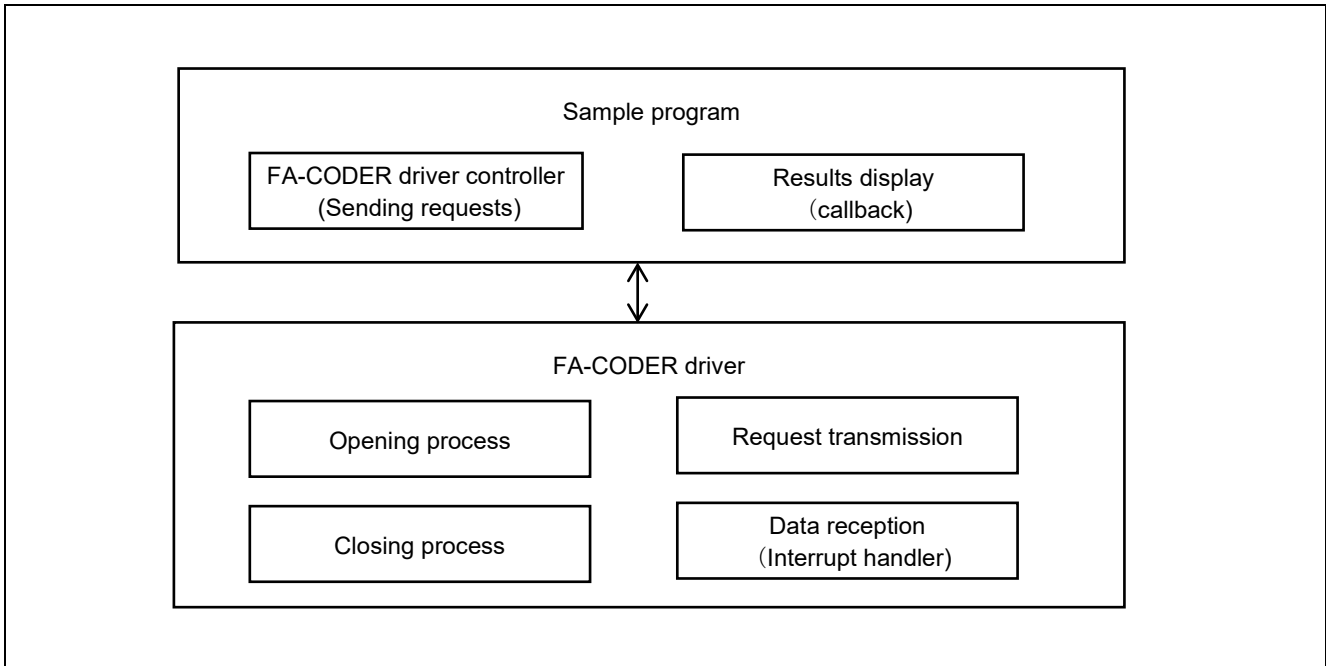 Sample program
FA-CODER driver controller
(Sending requests)
Results display
（callback)
FA-CODER driver
Opening process
Request transmission
Closing process
Data reception
（Interrupt handler)